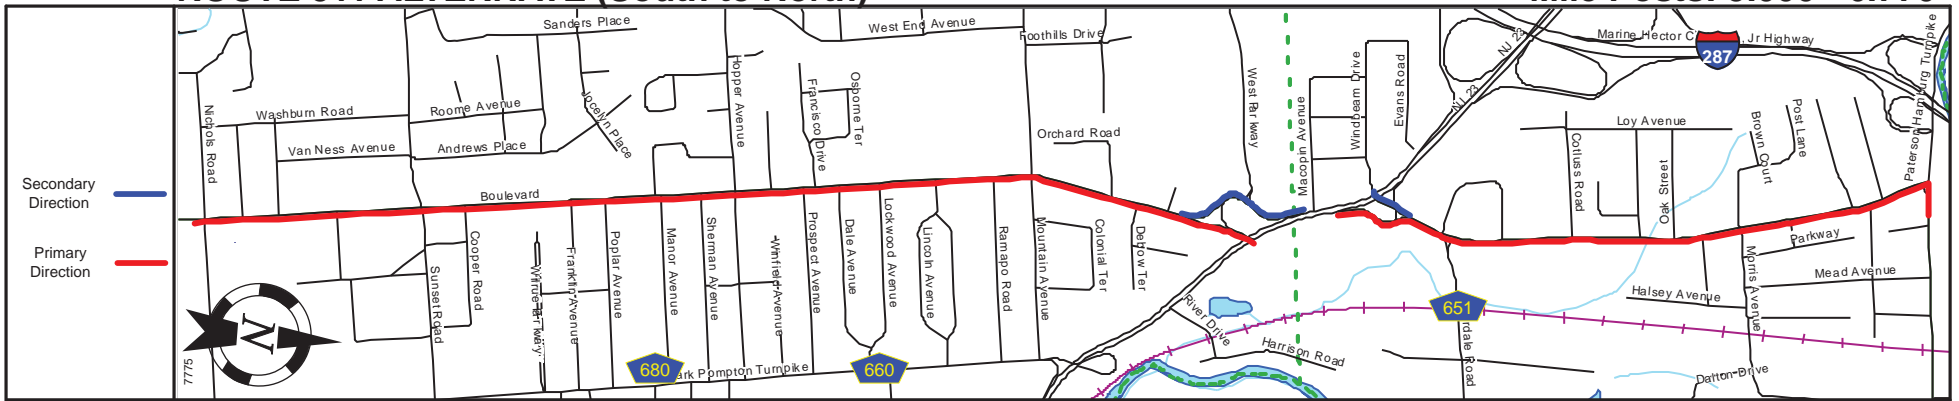 Secondary
Direction
Primary
Direction
Sanders Place
West End Avenue
Foothills Drive
NJ 23
Marine Hector
, Jr Highway
287
Paterson Hamburg Turnpike
Nichols Road
Washburn Road
Roome Avenue
Jocelyn Place
Hopper Avenue
Francisco Drive
Osborne Ter
Orchard Road
West Parkway
Macopin Avenue
Windbeam Drive
Evans Road
NJ 23
Loy Avenue
Cotluss Road
Oak Street
Brown Court
Post Lane
Van Ness Avenue
Andrews Place
Boulevard
Sunset Road
Cooper Road
Franklin Avenue
Poplar Avenue
Manor Avenue
Sherman Avenue
Winfield Avenue
Prospect Avenue
Dale Avenue
Lockwood Avenue
Lincoln Avenue
Ramapo Road
Mountain Avenue
Colonial Ter
Debow Ter
River Drive
Harrison Road
651
rdale Road
Morris Avenue
Parkway
Mead Avenue
Halsey Avenue
Dalton Drive
N
7775
680
ark Pompton Turnpike
660